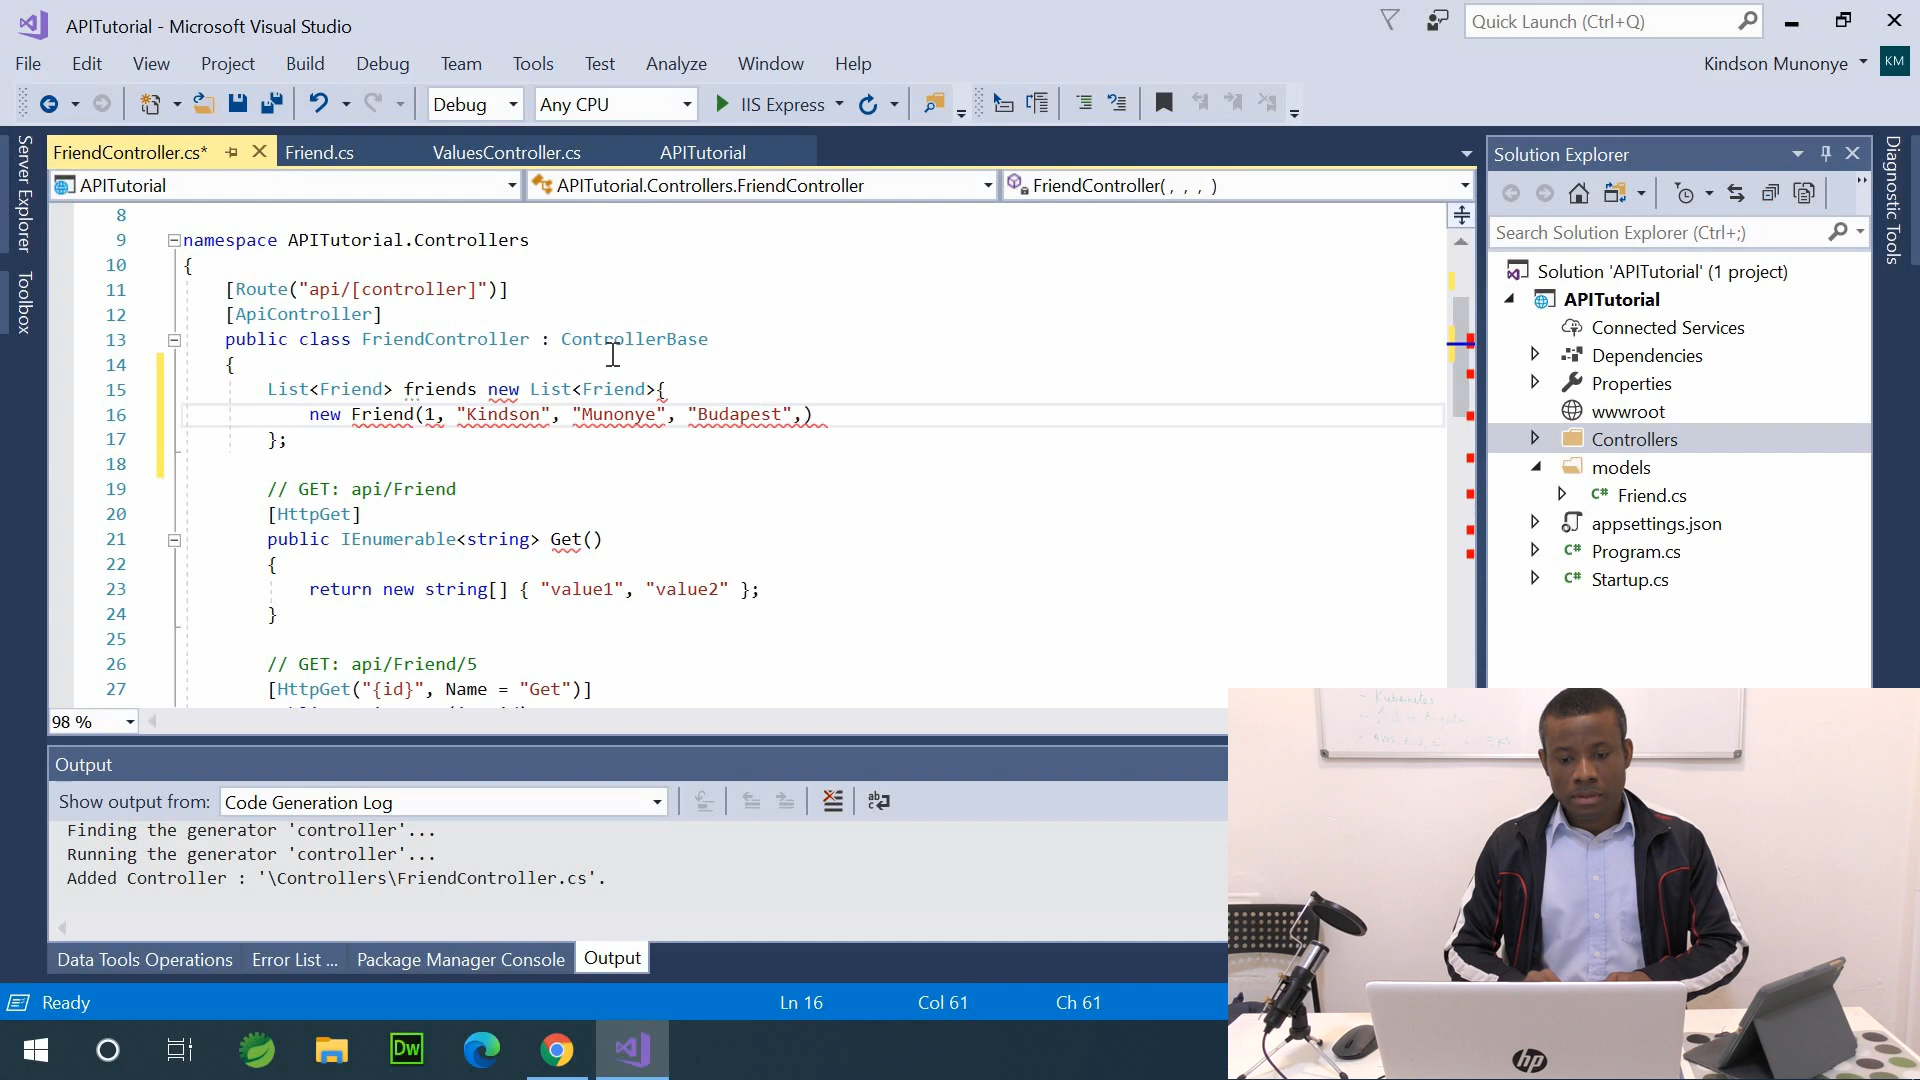 APITutorial - Microsoft Visual Studio
Quick Launch (Ctrl+Q)
File Edit View Project Build Debug Team Tools Test Analyze Window Help
Kindson Munonye KM
Debug Any CPU IIS Express
Server Explorer
Toolbox
FriendController.cs* Friend.cs ValuesController.cs APITutorial
APITutorial APITutorial.Controllers.FriendController FriendController( , , , )
8
9 namespace APITutorial.Controllers
10 {
11 [Route("api/[controller]")]
12 [ApiController]
13 public class FriendController : ControllerBase
14 {
15 List<Friend> friends new List<Friend>{
16 new Friend(1, "Kindson", "Munonye", "Budapest",)
17 };
18
19 // GET: api/Friend
20 [HttpGet]
21 public IEnumerable<string> Get()
22 {
23 return new string[] { "value1", "value2" };
24 }
25
26 // GET: api/Friend/5
27 [HttpGet("{id}", Name = "Get")]
98 %
Solution Explorer
Search Solution Explorer (Ctrl+;)
Solution 'APITutorial' (1 project)
APITutorial
Connected Services
Dependencies
Properties
wwwroot
Controllers
models
C# Friend.cs
appsettings.json
C# Program.cs
C# Startup.cs
Diagnostic Tools
Output
Show output from: Code Generation Log
Finding the generator 'controller'...
Running the generator 'controller'...
Added Controller : '\Controllers\FriendController.cs'.
Data Tools Operations Error List ... Package Manager Console Output
Ready Ln 16 Col 61 Ch 61
Dw
Kubernetes
hp